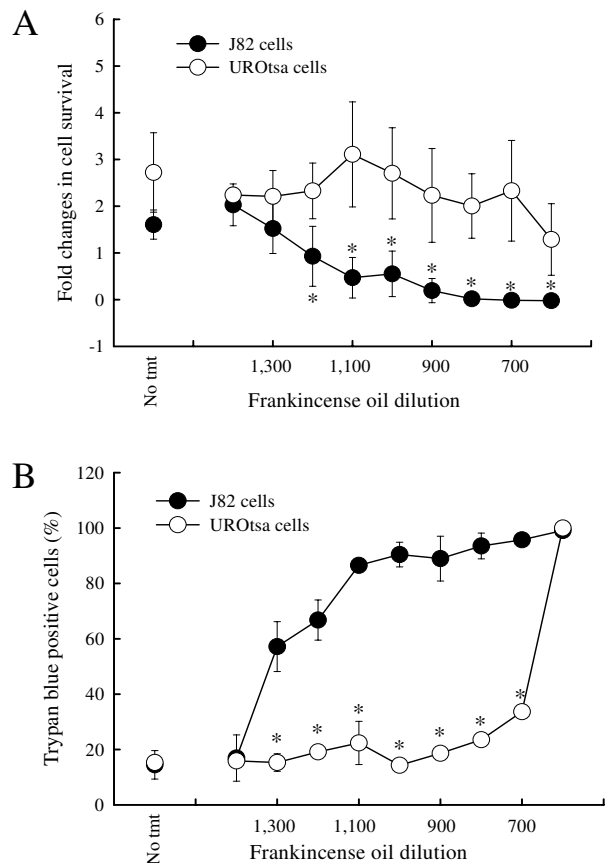 A
J82 cells
UROtsa cells
Fold changes in cell survival
6
5
4
3
2
1
0
-1
* * * * * * *
No tmt
1,300 1,100 900 700
Frankincense oil dilution
B
J82 cells
UROtsa cells
Trypan blue positive cells (%)
120
100
80
60
40
20
0
* * * * * * *
No tmt
1,300 1,100 900 700
Frankincense oil dilution